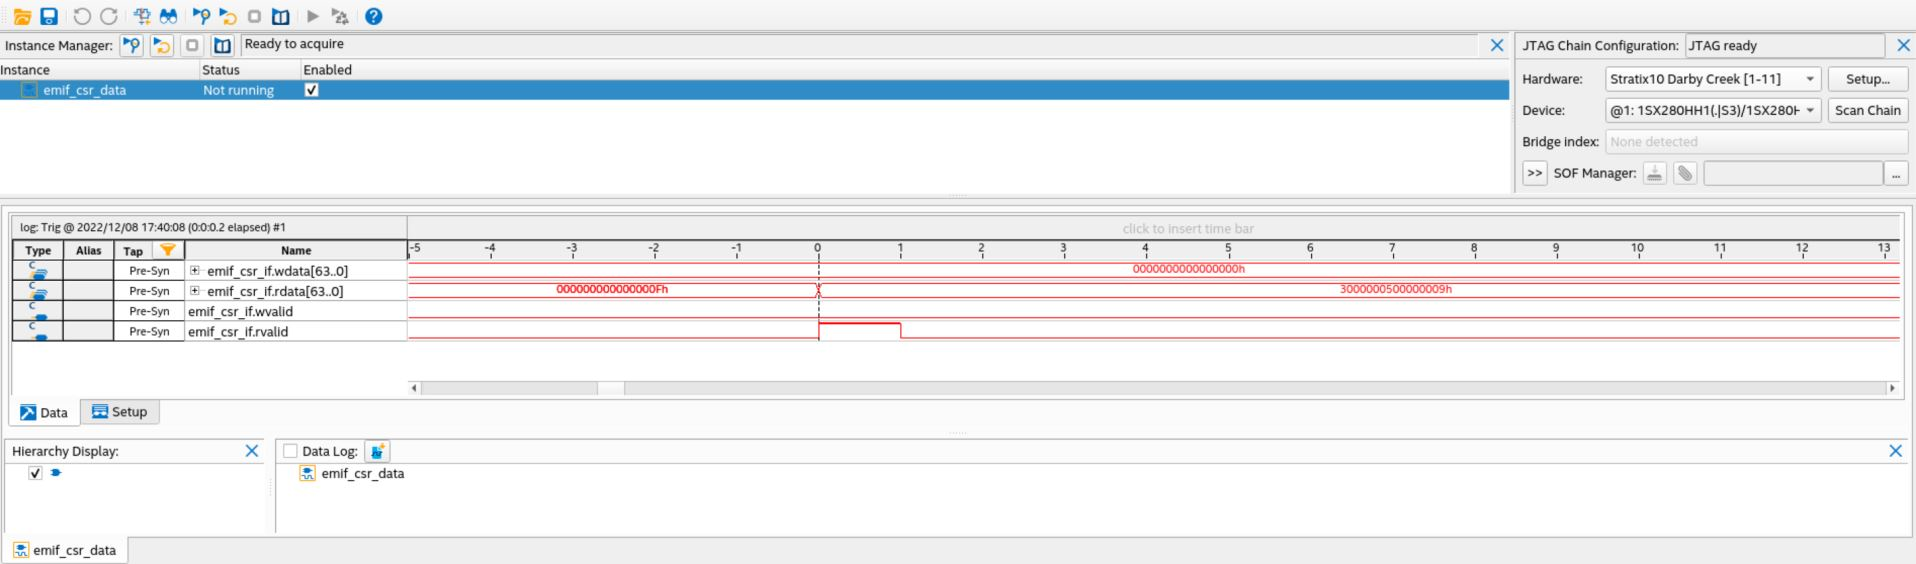 Instance Manager: Ready to acquire
JTAG Chain Configuration: JTAG ready
Instance Status Enabled
emif_csr_data Not running
Hardware: Stratix10 Darby Creek [1-11] Setup...
Device: @1: 1SX280HH1(.|S3)/1SX280H Scan Chain
Bridge index: None detected
>> SOF Manager: ...
log: Trig @ 2022/12/08 17:40:08 (0:0:0.2 elapsed) #1
click to insert time bar
Type Alias Tap Name -5 -4 -3 -2 -1 0 1 2 3 4 5 6 7 8 9 10 11 12 13
Pre-Syn emif_csr_if.wdata[63..0] 0000000000000000h
Pre-Syn emif_csr_if.rdata[63..0] 000000000000000Fh 3000000500000009h
Pre-Syn emif_csr_if.wvalid
Pre-Syn emif_csr_if.rvalid
Data Setup
Hierarchy Display:
Data Log:
emif_csr_data
emif_csr_data